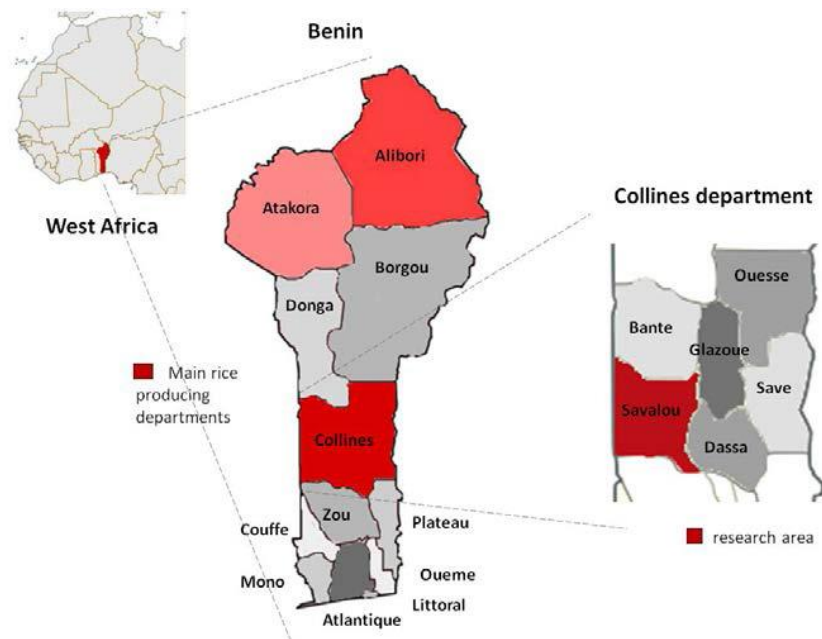 Benin
West Africa
Alibori
Atakora
Borgou
Donga
Main rice
producing
departments
Collines
Zou
Couffe
Plateau
Mono
Oueme
Littoral
Atlantique
Collines department
Ouesse
Bante
Glazoue
Save
Savalou
Dassa
research area